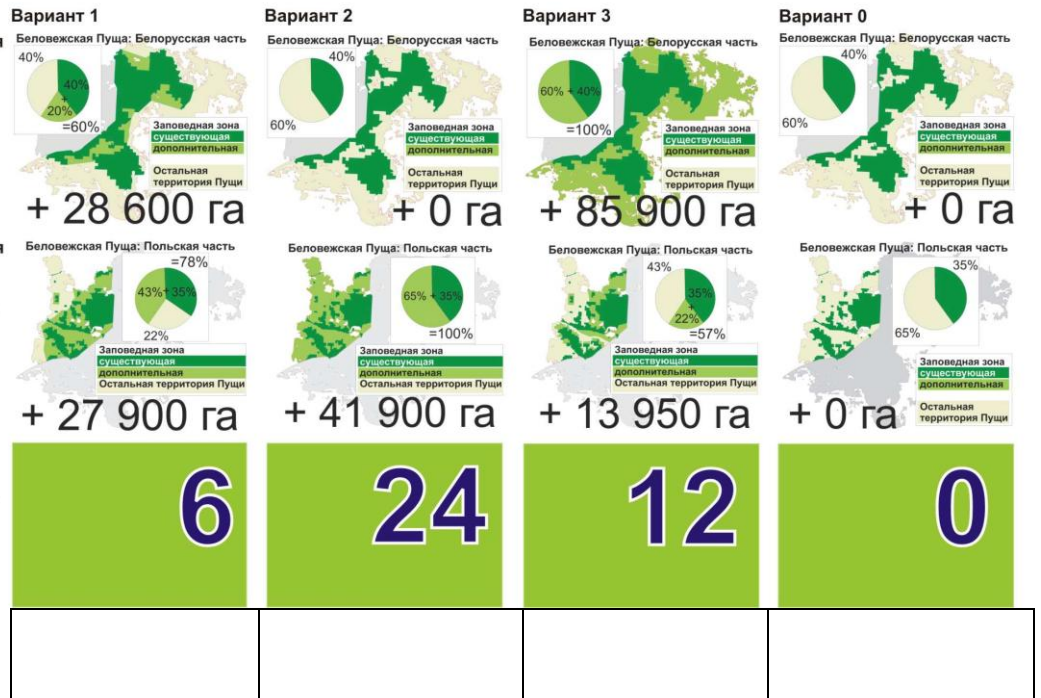 Вариант 1
Вариант 2
Вариант 3
Вариант 0
я
Беловежская Пуща: Белорусская часть
40%
40%
+
20%
=60%
Заповедная зона
существующая
дополнительная
Остальная
территория Пущи
+ 28 600 га
Беловежская Пуща: Белорусская часть
40%
60%
Заповедная зона
существующая
дополнительная
Остальная
территория Пущи
+ 0 га
Беловежская Пуща: Белорусская часть
60% + 40%
=100%
Заповедная зона
существующая
дополнительная
Остальная
территория Пущи
+ 85 900 га
Беловежская Пуща: Белорусская часть
40%
60%
Заповедная зона
существующая
дополнительная
Остальная
территория Пущи
+ 0 га
я
Беловежская Пуща: Польская часть
=78%
43%+35%
22%
Заповедная зона
существующая
дополнительная
Остальная территория Пущи
+ 27 900 га
Беловежская Пуща: Польская часть
65% + 35%
=100%
Заповедная зона
существующая
дополнительная
Остальная территория Пущи
+ 41 900 га
Беловежская Пуща: Польская часть
43%
35%
+
22%
=57%
Заповедная зона
существующая
дополнительная
Остальная территория Пущи
+ 13 950 га
Беловежская Пуща: Польская часть
35%
65%
Заповедная зона
существующая
дополнительная
Остальная
территория Пущи
+ 0 га
6
24
12
0